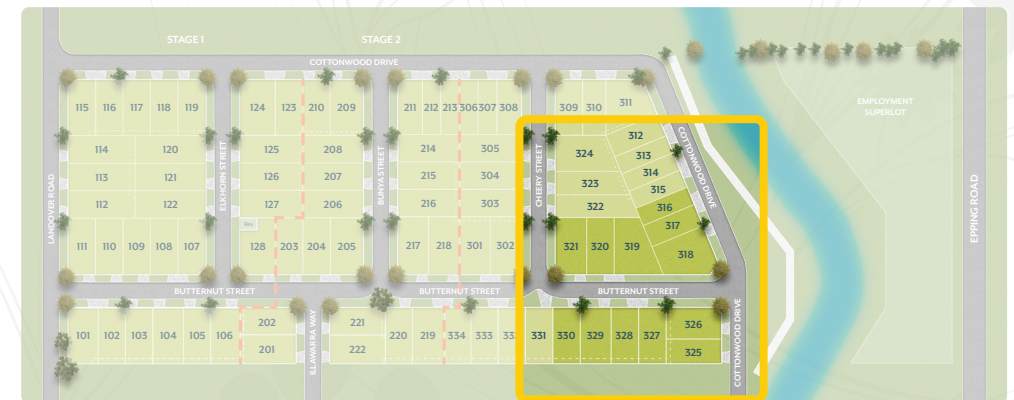 STAGE 1
STAGE 2
COTTONWOOD DRIVE
115 116 117 118 119
124 123 210 209
211 212 213 306 307 308
309 310 311
EMPLOYMENT
SUPERLOT
114 120
125 208
214 305
324 312
313
COTTONWOOD DRIVE
113 121
126 207
215 304
323 314
315
112 122
127 206
216 303
322 316
317
LANDOVER ROAD
ELKHORN STREET
BUNYA STREET
CHEERY STREET
EPPING ROAD
Res
111 110 109 108 107
128 203 204 205
217 218 301 302
321 320 319 318
BUTTERNUT STREET
BUTTERNUT STREET
BUTTERNUT STREET
101 102 103 104 105 106
202
201
ILLAWARRA WAY
221
222
220 219 334 333
331 330 329 328 327
326
325
COTTONWOOD DRIVE